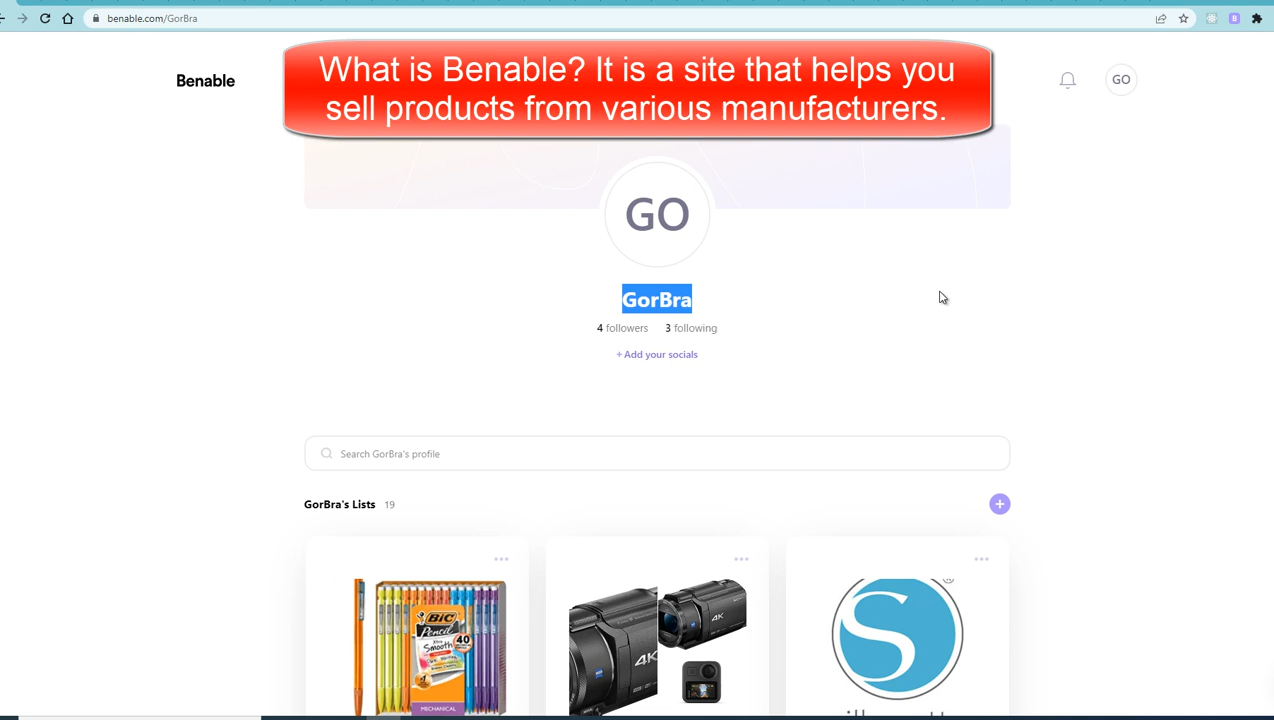 benable.com/GorBra
Benable
What is Benable? It is a site that helps you
sell products from various manufacturers.
GO
GO
GorBra
4 followers 3 following
+ Add your socials
Search GorBra's profile
GorBra's Lists 19
BIC
Pencil
Xtra
Smooth
40
MECHANICAL
4K
4K
S